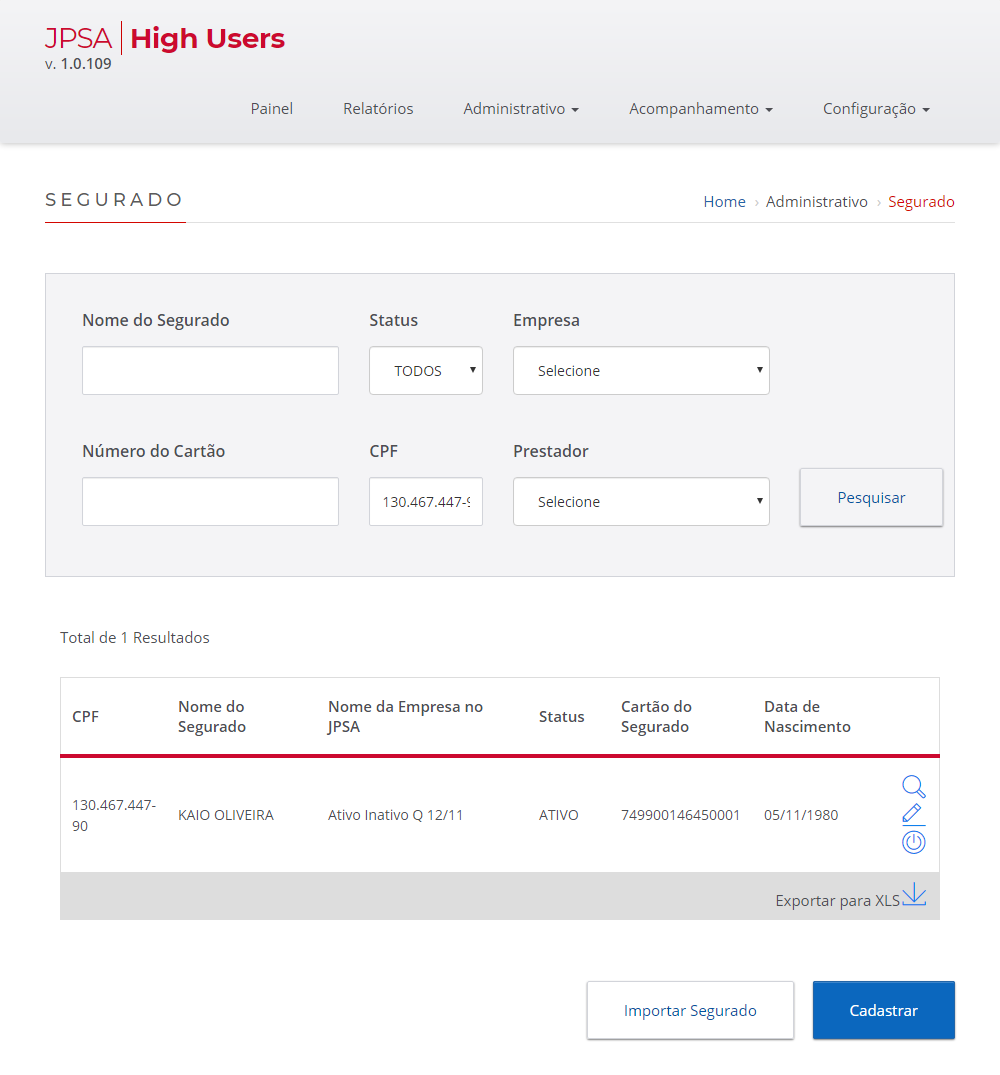 JPSA | High Users
v. 1.0.109
Painel Relatórios Administrativo Acompanhamento Configuração
SEGURADO
Home › Administrativo › Segurado
Nome do Segurado Status Empresa
TODOS Selecione
Número do Cartão CPF Prestador
130.467.447-9 Selecione Pesquisar
Total de 1 Resultados
CPF Nome do Segurado Nome da Empresa no JPSA Status Cartão do Segurado Data de Nascimento
130.467.447-90 KAIO OLIVEIRA Ativo Inativo Q 12/11 ATIVO 749900146450001 05/11/1980
Exportar para XLS
Importar Segurado Cadastrar